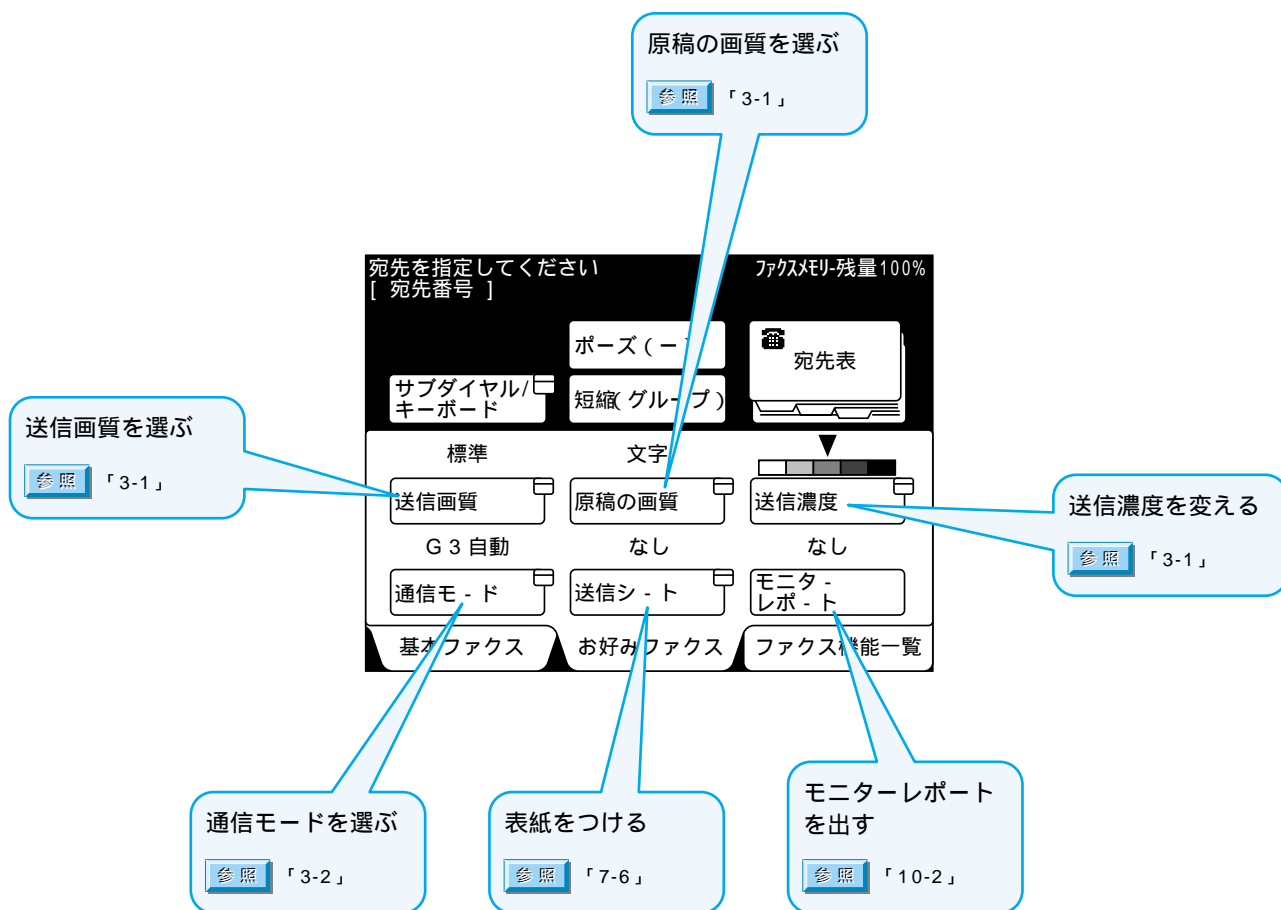 原稿の画質を選ぶ
参照 「3-1」
宛先を指定してください ファクスメモリ-残量100%
[ 宛先番号 ]
ポーズ(ー)
宛先表
サブダイヤル/
キーボード
短縮(グループ)
送信画質を選ぶ
参照 「3-1」
標準 文字
送信画質 原稿の画質 送信濃度
送信濃度を変える
参照 「3-1」
G3自動 なし なし
通信モ-ド 送信シ-ト モニタ-
レポ-ト
基本ファクス お好みファクス ファクス機能一覧
通信モードを選ぶ
参照 「3-2」
表紙をつける
参照 「7-6」
モニターレポート
を出す
参照 「10-2」